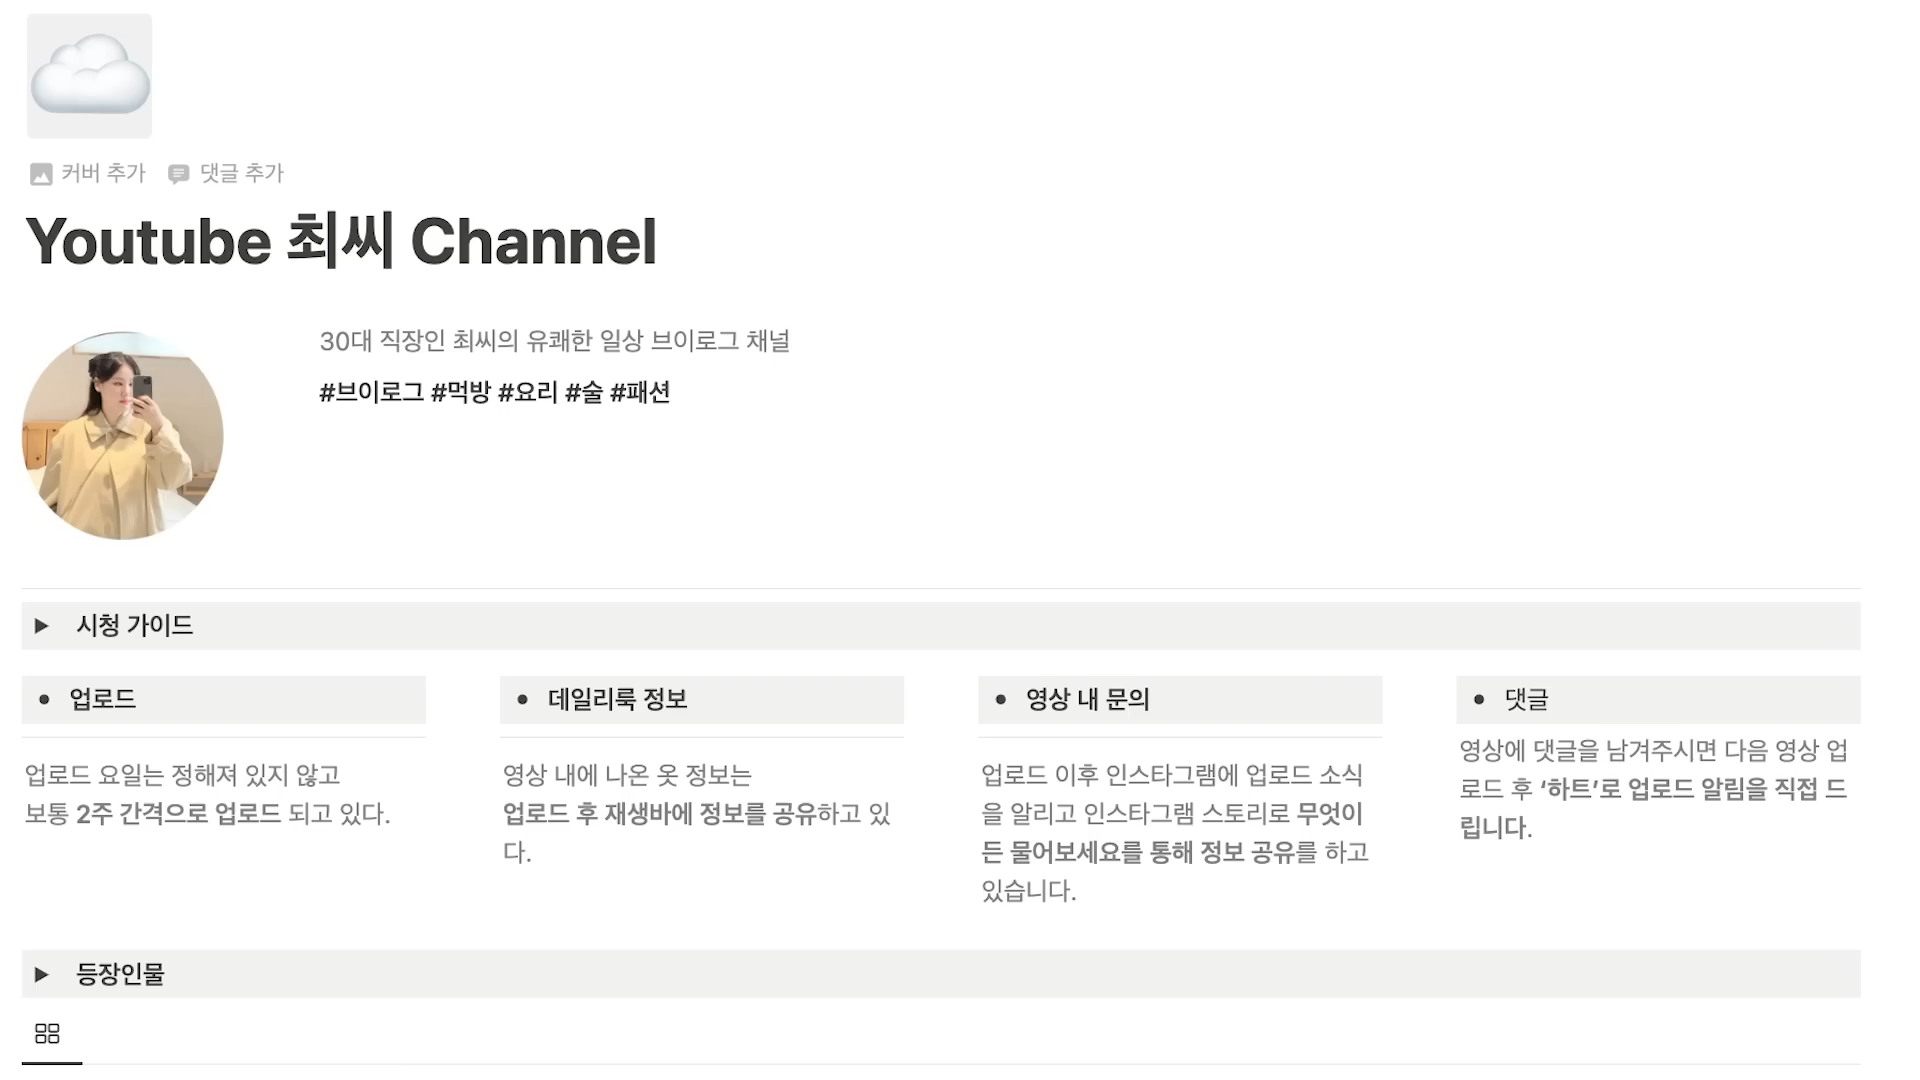 커버 추가 댓글 추가
Youtube 최씨 Channel
30대 직장인 최씨의 유쾌한 일상 브이로그 채널
#브이로그 #먹방 #요리 #술 #패션
시청 가이드
업로드
업로드 요일는 정해져 있지 않고
보통 2주 간격으로 업로드 되고 있다.
데일리룩 정보
영상 내에 나온 옷 정보는
업로드 후 재생바에 정보를 공유하고 있
다.
영상 내 문의
업로드 이후 인스타그램에 업로드 소식
을 알리고 인스타그램 스토리로 무엇이
든 물어보세요를 통해 정보 공유를 하고
있습니다.
댓글
영상에 댓글을 남겨주시면 다음 영상 업
로드 후 ‘하트’로 업로드 알림을 직접 드
립니다.
등장인물